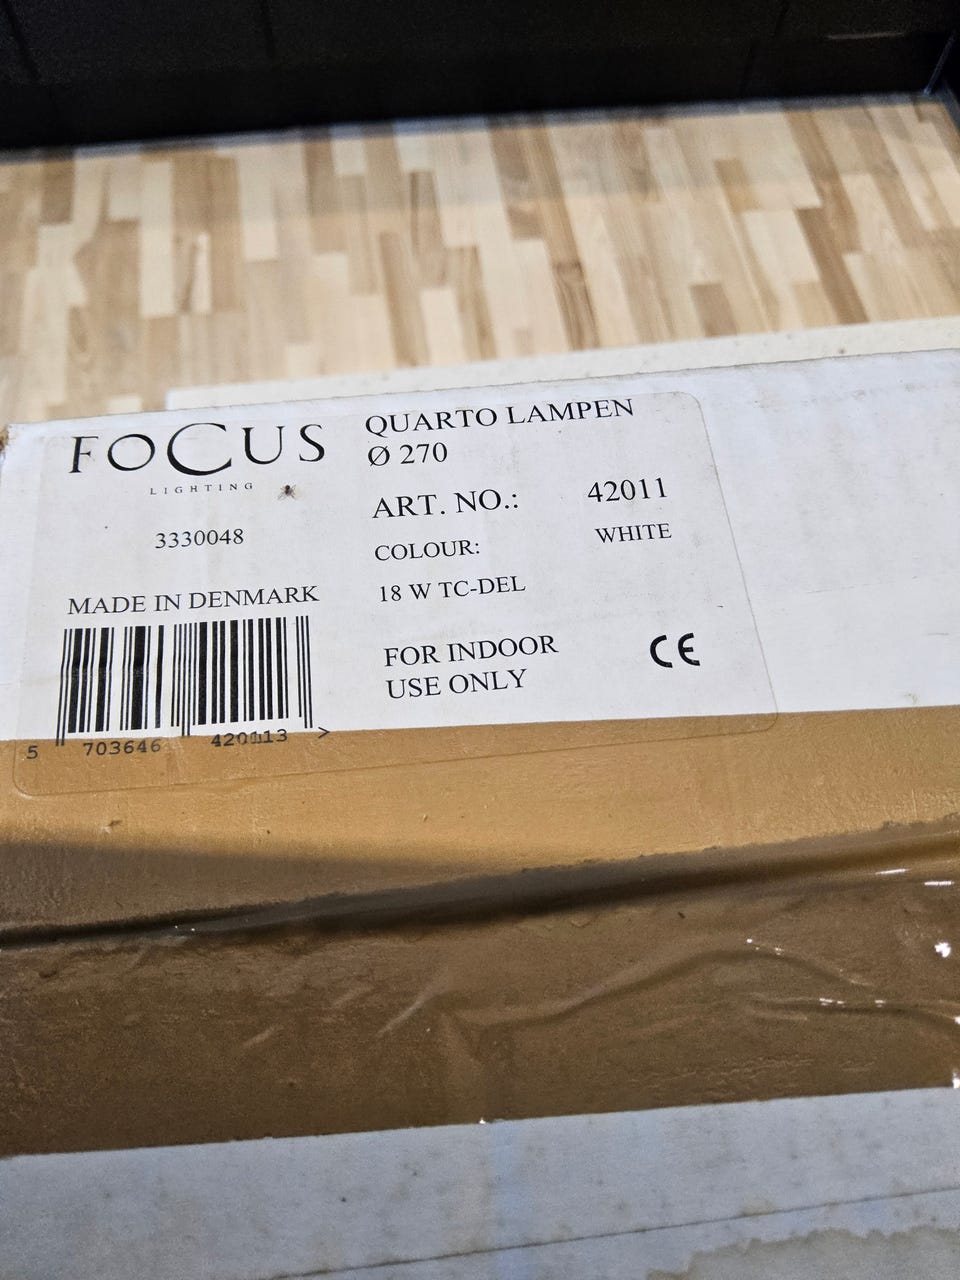 FOCUS
LIGHTING
3330048
MADE IN DENMARK
5 703646 420113 >
QUARTO LAMPEN
Ø 270
ART. NO.: 42011
COLOUR: WHITE
18 W TC-DEL
FOR INDOOR
USE ONLY
CE